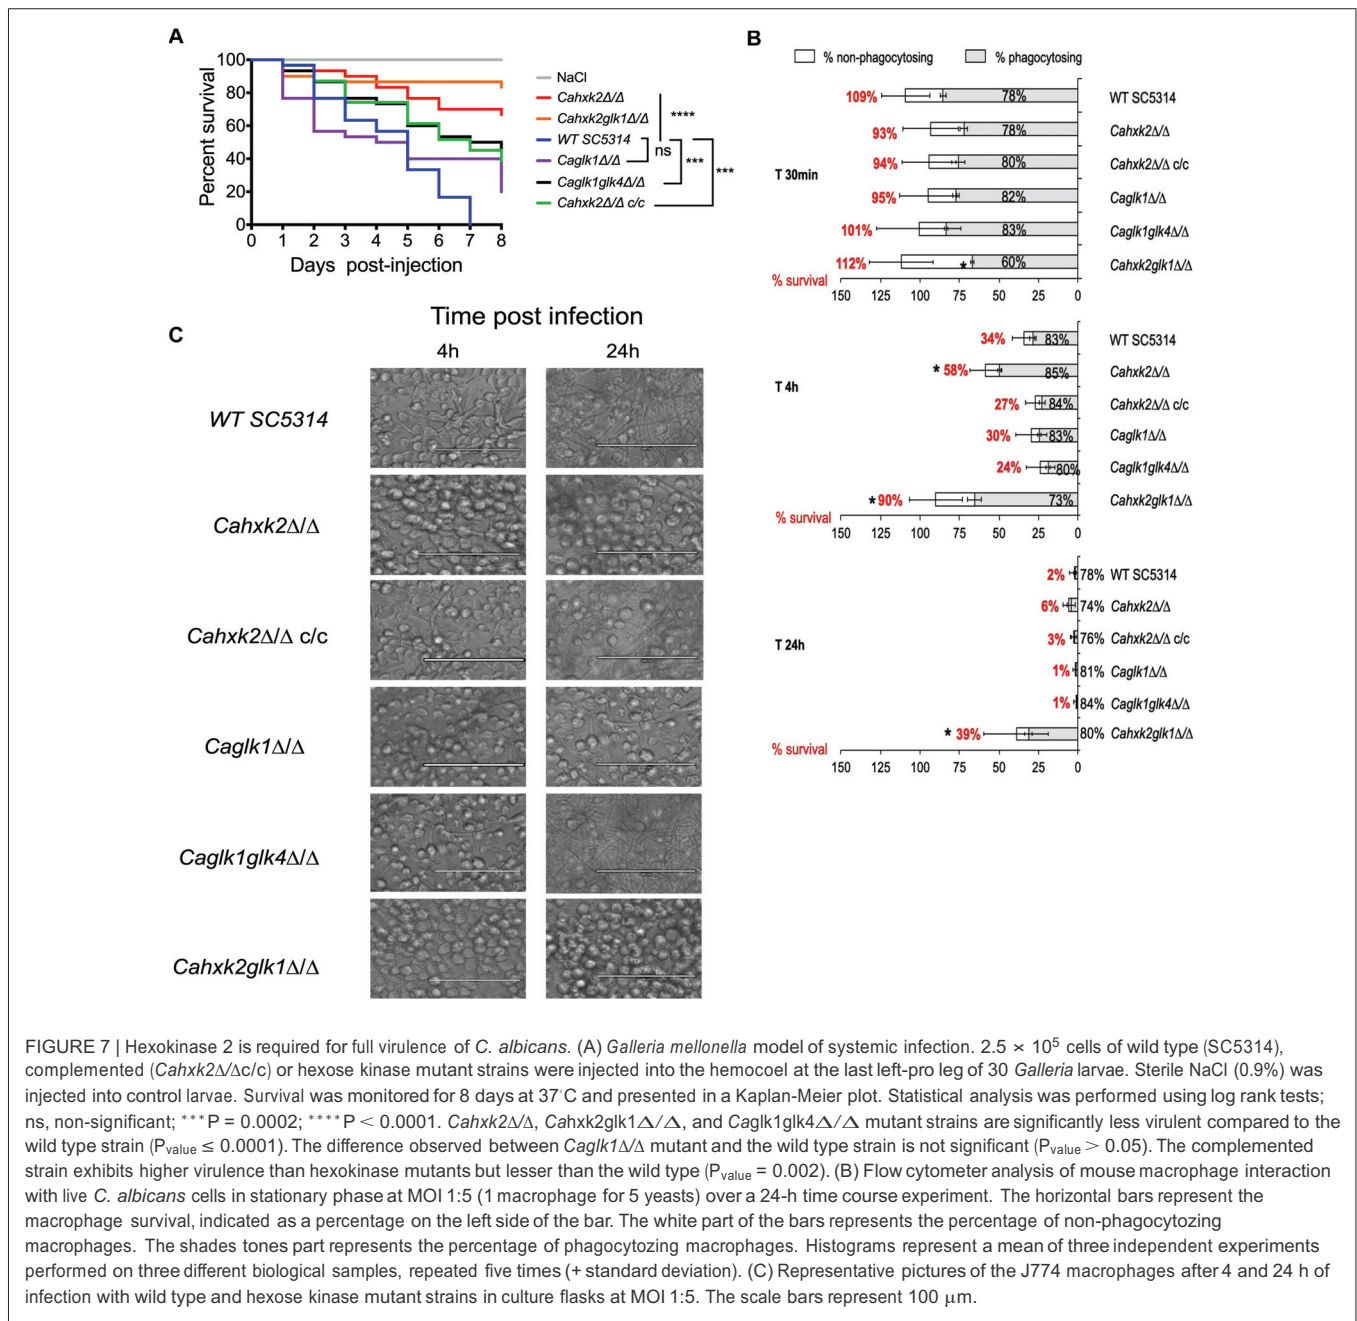 A
Percent survival
100
80
60
40
20
0
0 1 2 3 4 5 6 7 8
Days post-injection
NaCl
Cahxk2Δ/Δ
Cahxk2glk1Δ/Δ
WT SC5314
Caglk1Δ/Δ
Caglk1glk4Δ/Δ
Cahxk2Δ/Δ c/c
****
ns
***
***
B
% non-phagocytosing % phagocytosing
T 30min
109% 78% WT SC5314
93% 78% Cahxk2Δ/Δ
94% 80% Cahxk2Δ/Δ c/c
95% 82% Caglk1Δ/Δ
101% 83% Caglk1glk4Δ/Δ
112% * 60% Cahxk2glk1Δ/Δ
% survival
150 125 100 75 50 25 0
T 4h
34% 83% WT SC5314
* 58% 85% Cahxk2Δ/Δ
27% 84% Cahxk2Δ/Δ c/c
30% 83% Caglk1Δ/Δ
24% 80% Caglk1glk4Δ/Δ
* 90% 73% Cahxk2glk1Δ/Δ
% survival
150 125 100 75 50 25 0
T 24h
2% 78% WT SC5314
6% 74% Cahxk2Δ/Δ
3% 76% Cahxk2Δ/Δ c/c
1% 81% Caglk1Δ/Δ
1% 84% Caglk1glk4Δ/Δ
* 39% 80% Cahxk2glk1Δ/Δ
% survival
150 125 100 75 50 25 0
C
Time post infection
4h 24h
WT SC5314
Cahxk2Δ/Δ
Cahxk2Δ/Δ c/c
Caglk1Δ/Δ
Caglk1glk4Δ/Δ
Cahxk2glk1Δ/Δ
FIGURE 7 | Hexokinase 2 is required for full virulence of C. albicans. (A) Galleria mellonella model of systemic infection. 2.5 × 10⁵ cells of wild type (SC5314),
complemented (Cahxk2Δ/Δc/c) or hexose kinase mutant strains were injected into the hemocoel at the last left-pro leg of 30 Galleria larvae. Sterile NaCl (0.9%) was
injected into control larvae. Survival was monitored for 8 days at 37°C and presented in a Kaplan-Meier plot. Statistical analysis was performed using log rank tests;
ns, non-significant; ***P = 0.0002; ****P < 0.0001. Cahxk2Δ/Δ, Cahxk2glk1Δ/Δ, and Caglk1glk4Δ/Δ mutant strains are significantly less virulent compared to the
wild type strain (Pvalue ≤ 0.0001). The difference observed between Caglk1Δ/Δ mutant and the wild type strain is not significant (Pvalue > 0.05). The complemented
strain exhibits higher virulence than hexokinase mutants but lesser than the wild type (Pvalue = 0.002). (B) Flow cytometer analysis of mouse macrophage interaction
with live C. albicans cells in stationary phase at MOI 1:5 (1 macrophage for 5 yeasts) over a 24-h time course experiment. The horizontal bars represent the
macrophage survival, indicated as a percentage on the left side of the bar. The white part of the bars represents the percentage of non-phagocytozing
macrophages. The shades tones part represents the percentage of phagocytozing macrophages. Histograms represent a mean of three independent experiments
performed on three different biological samples, repeated five times (+ standard deviation). (C) Representative pictures of the J774 macrophages after 4 and 24 h of
infection with wild type and hexose kinase mutant strains in culture flasks at MOI 1:5. The scale bars represent 100 μm.